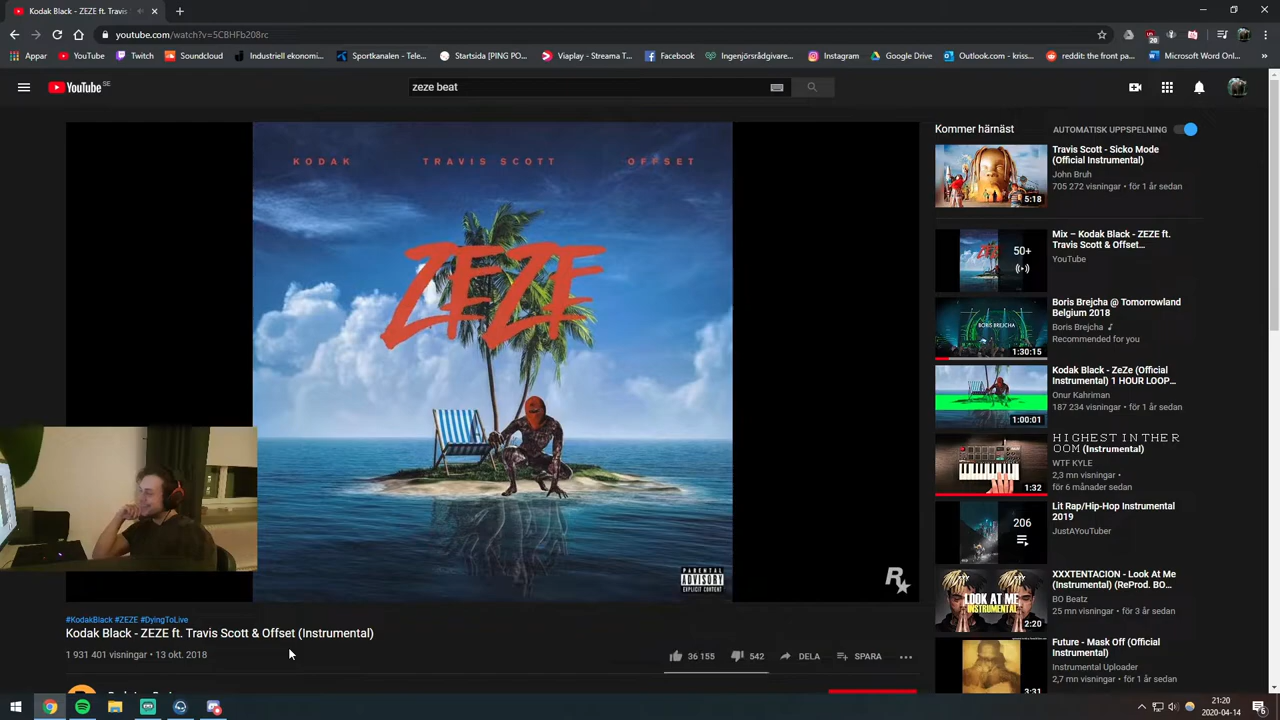 Kodak Black - ZEZE ft. Travis
youtube.com/watch?v=5CBHFb208rc
Appar YouTube Twitch Soundcloud Industriell ekonomi... Sportkanalen - Tele... Startsida [PING PO... Viaplay - Streama T... Facebook Ingenjörsrådgivare... Instagram Google Drive Outlook.com - kriss... reddit: the front pa... Microsoft Word Onl... »
YouTube SE
zeze beat
KODAK TRAVIS SCOTT OFFSET
ZEZE
PARENTAL
ADVISORY
EXPLICIT CONTENT
R
#KodakBlack #ZEZE #DyingToLive
Kodak Black - ZEZE ft. Travis Scott & Offset (Instrumental)
1 931 401 visningar • 13 okt. 2018
36 155 542 DELA SPARA
Kommer härnäst AUTOMATISK UPPSPELNING
5:18
Travis Scott - Sicko Mode
(Official Instrumental)
John Bruh
705 272 visningar • för 1 år sedan
50+
Mix – Kodak Black - ZEZE ft.
Travis Scott & Offset...
YouTube
BORIS BREJCHA
1:30:15
Boris Brejcha @ Tomorrowland
Belgium 2018
Boris Brejcha
Recommended for you
1:00:01
Kodak Black - ZeZe (Official
Instrumental) 1 HOUR LOOP...
Onur Kahriman
187 234 visningar • för 1 år sedan
1:32
H I G H E S T I N T H E R
O O M (Instrumental)
WTF KYLE
2,3 mn visningar •
för 6 månader sedan
206
Lit Rap/Hip-Hop Instrumental
2019
JustAYouTuber
LOOK AT ME
INSTRUMENTAL
2:20
XXXTENTACION - Look At Me
(Instrumental) (ReProd. BO...
BO Beatz
25 mn visningar • för 3 år sedan
3:31
Future - Mask Off (Official
Instrumental)
Instrumental Uploader
2,7 mn visningar • för 3 år sedan
21:20
2020-04-14
6